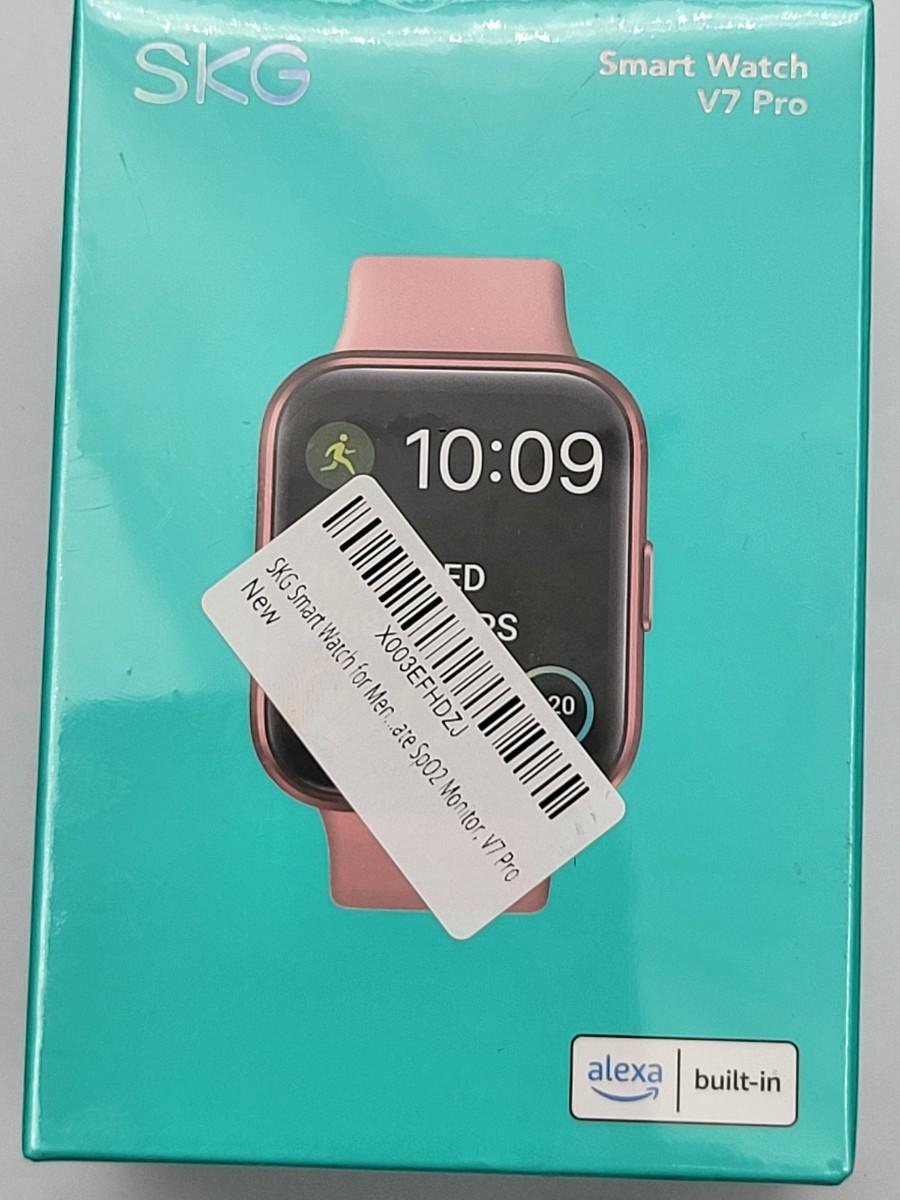 SKG
Smart Watch
V7 Pro
10:09
ED
RS
20
X003EFHDZJ
SKG Smart Watch for Men...ate SpO2 Monitor, V7 Pro
New
alexa | built-in